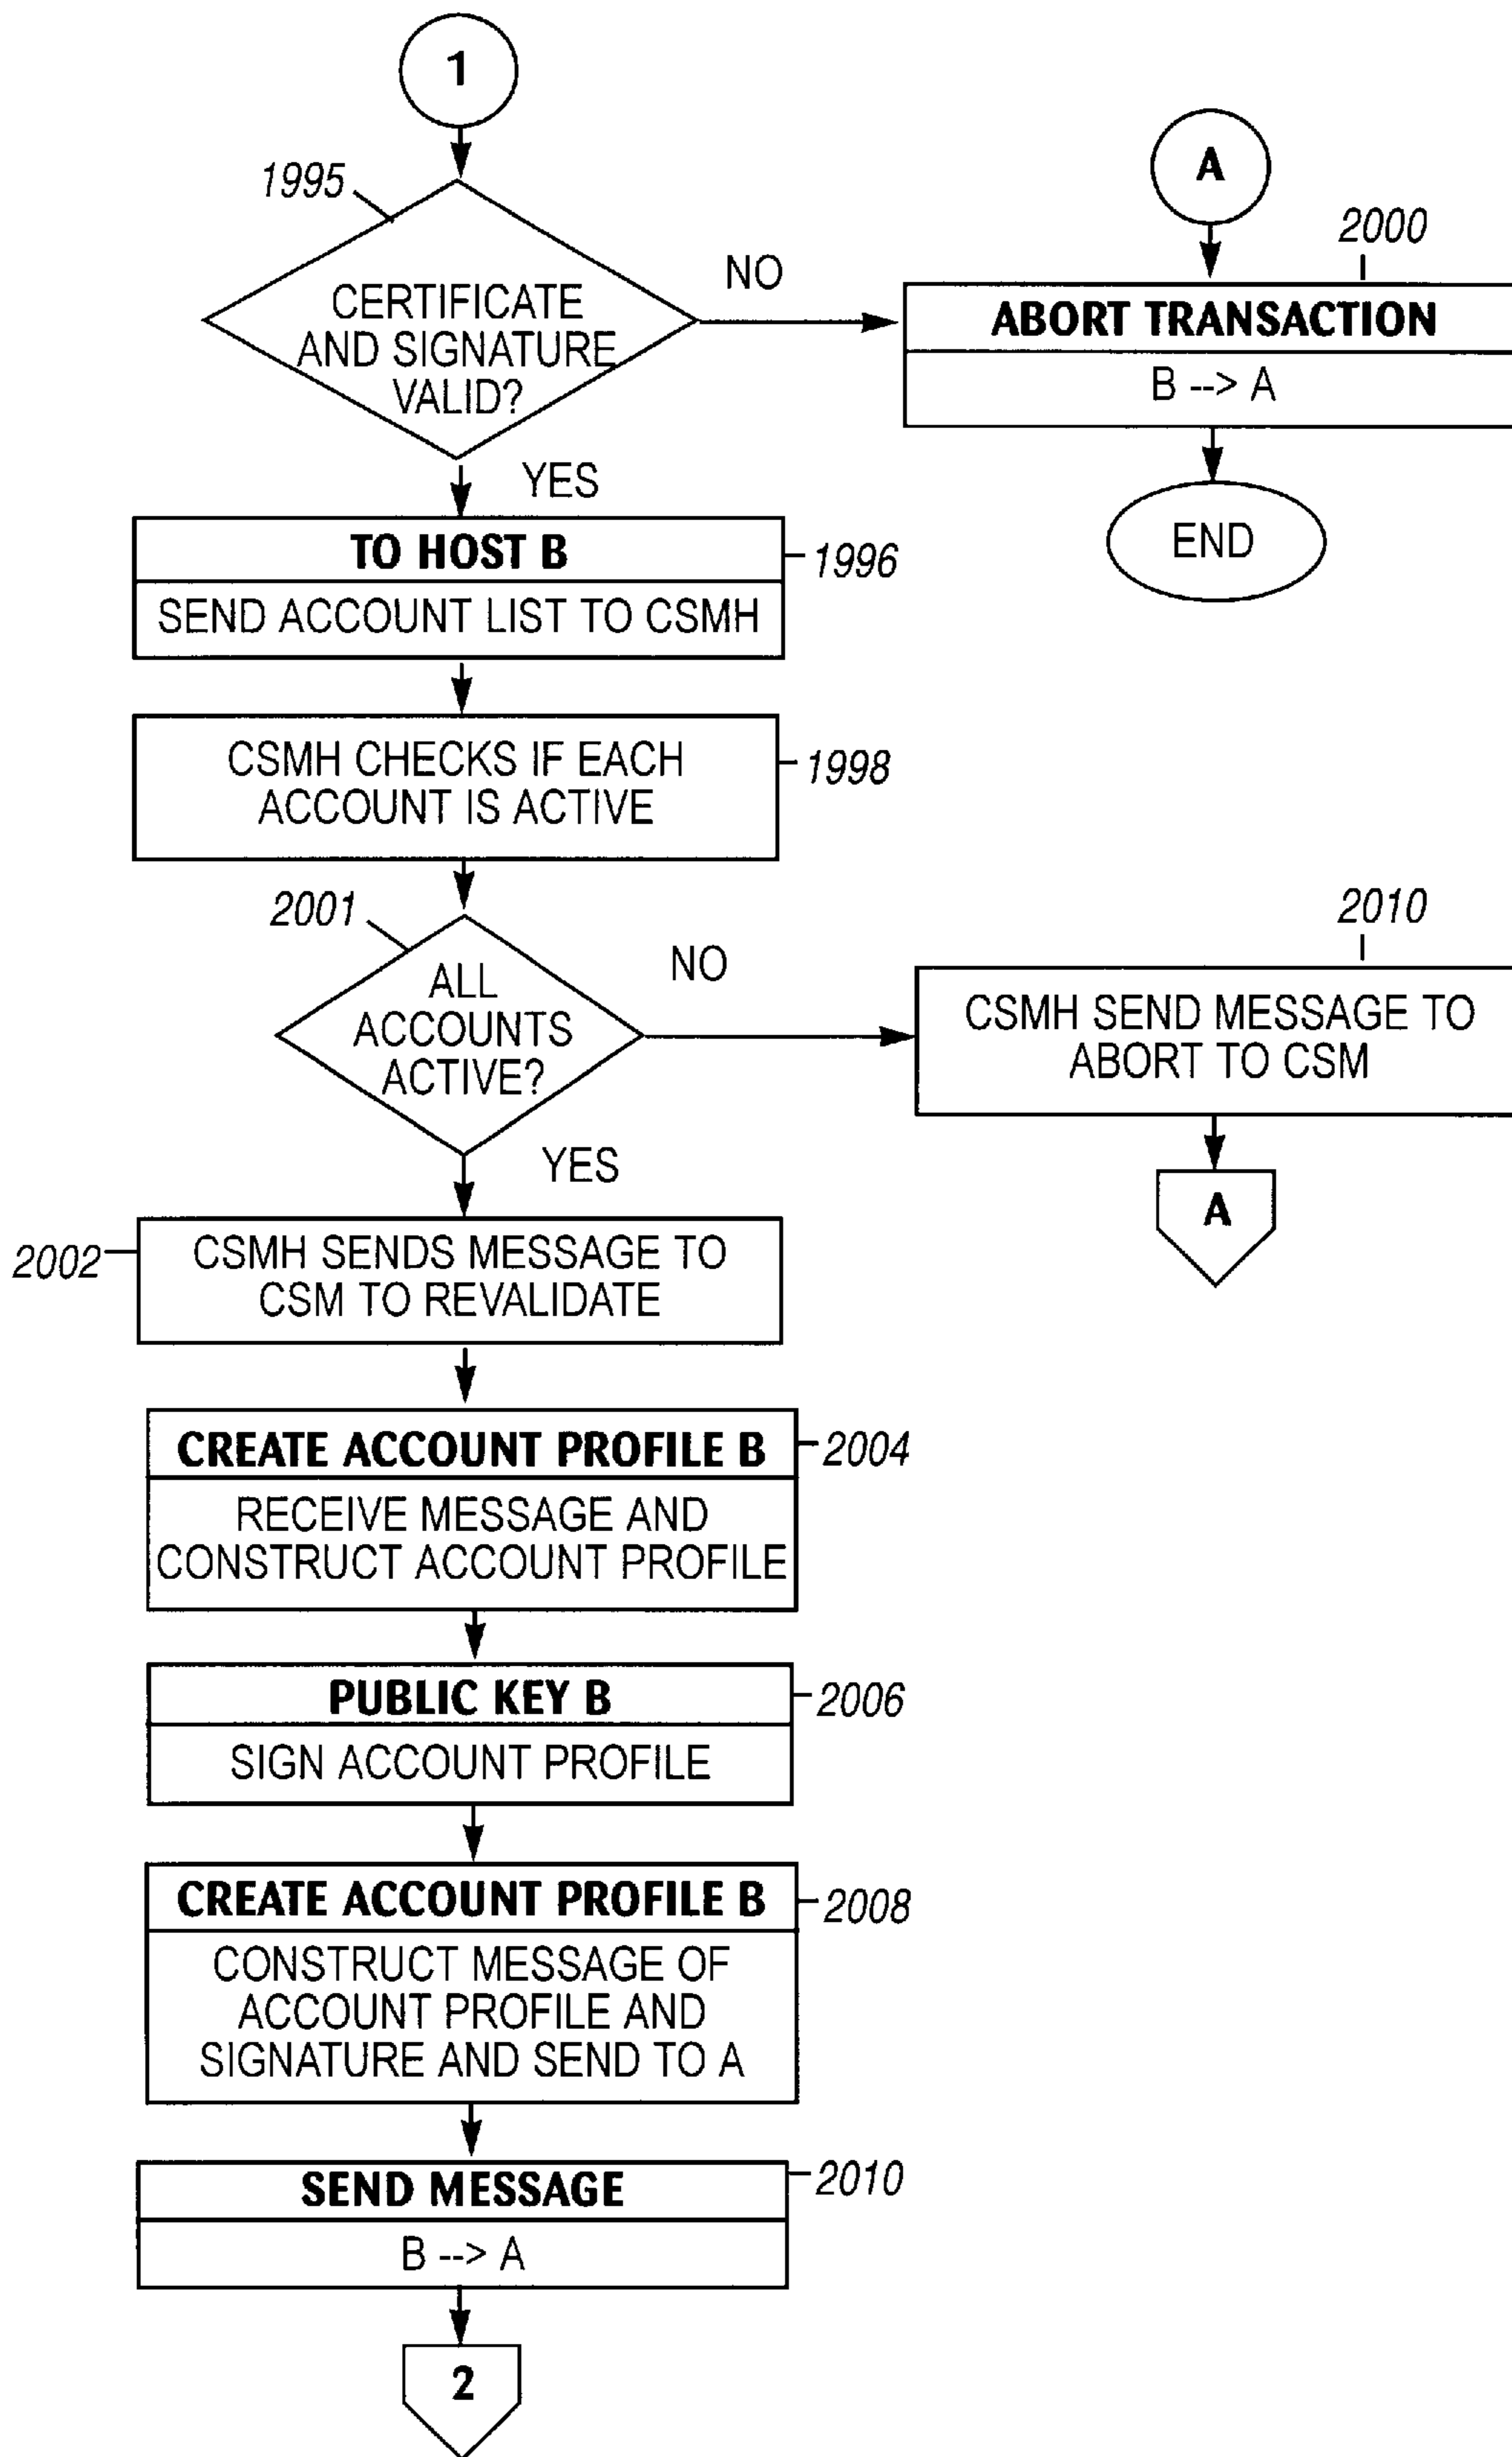 1
1995
CERTIFICATE
AND SIGNATURE
VALID?
NO
YES
A
2000
ABORT TRANSACTION
B --> A
END
TO HOST B
1996
SEND ACCOUNT LIST TO CSMH
CSMH CHECKS IF EACH
ACCOUNT IS ACTIVE
1998
2001
ALL
ACCOUNTS
ACTIVE?
NO
YES
2010
CSMH SEND MESSAGE TO
ABORT TO CSM
A
2002
CSMH SENDS MESSAGE TO
CSM TO REVALIDATE
CREATE ACCOUNT PROFILE B
2004
RECEIVE MESSAGE AND
CONSTRUCT ACCOUNT PROFILE
PUBLIC KEY B
2006
SIGN ACCOUNT PROFILE
CREATE ACCOUNT PROFILE B
2008
CONSTRUCT MESSAGE OF
ACCOUNT PROFILE AND
SIGNATURE AND SEND TO A
SEND MESSAGE
2010
B --> A
2